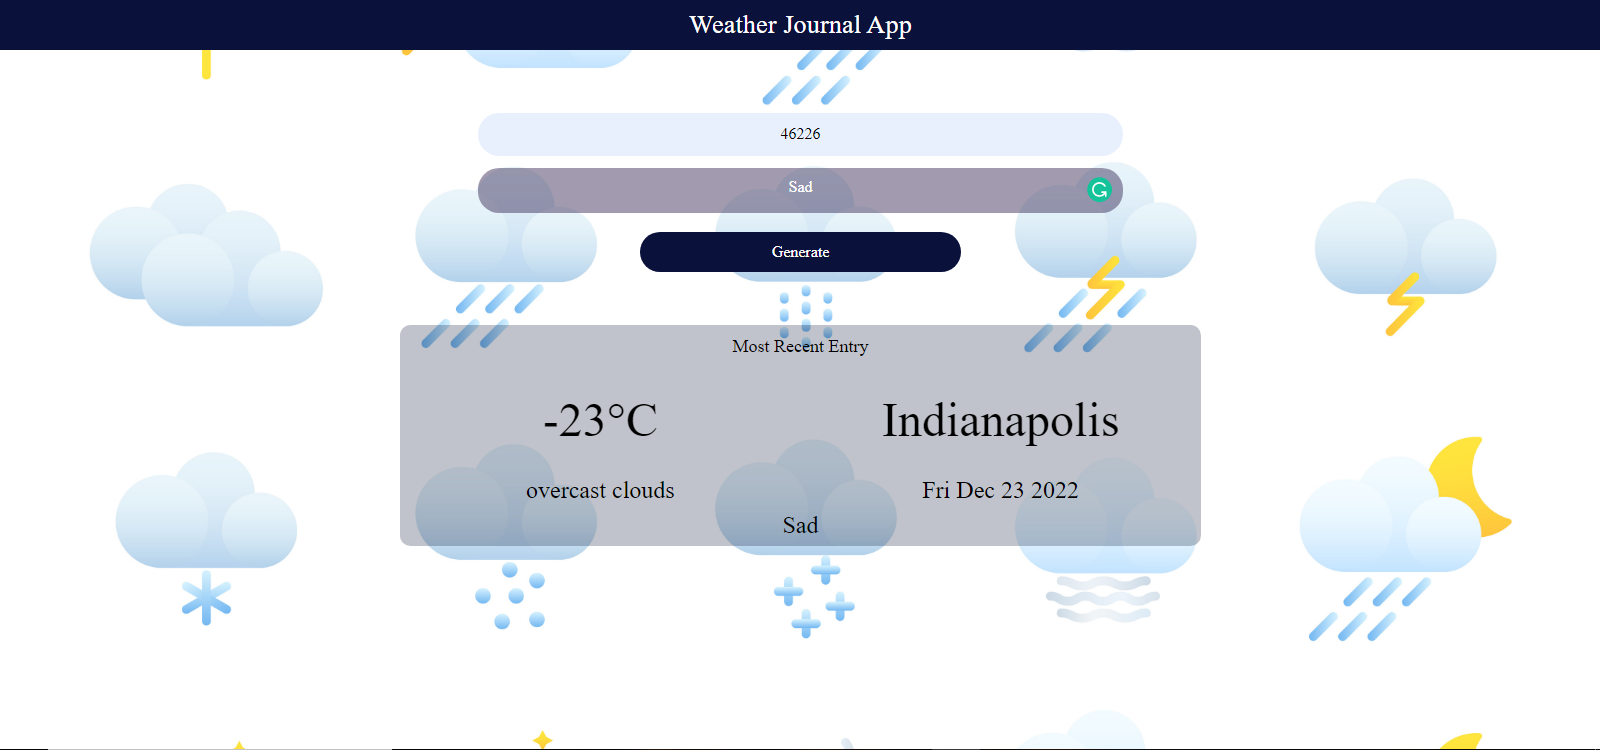 Weather Journal App
46226
Sad
Generate
Most Recent Entry
-23°C
Indianapolis
overcast clouds
Fri Dec 23 2022
Sad